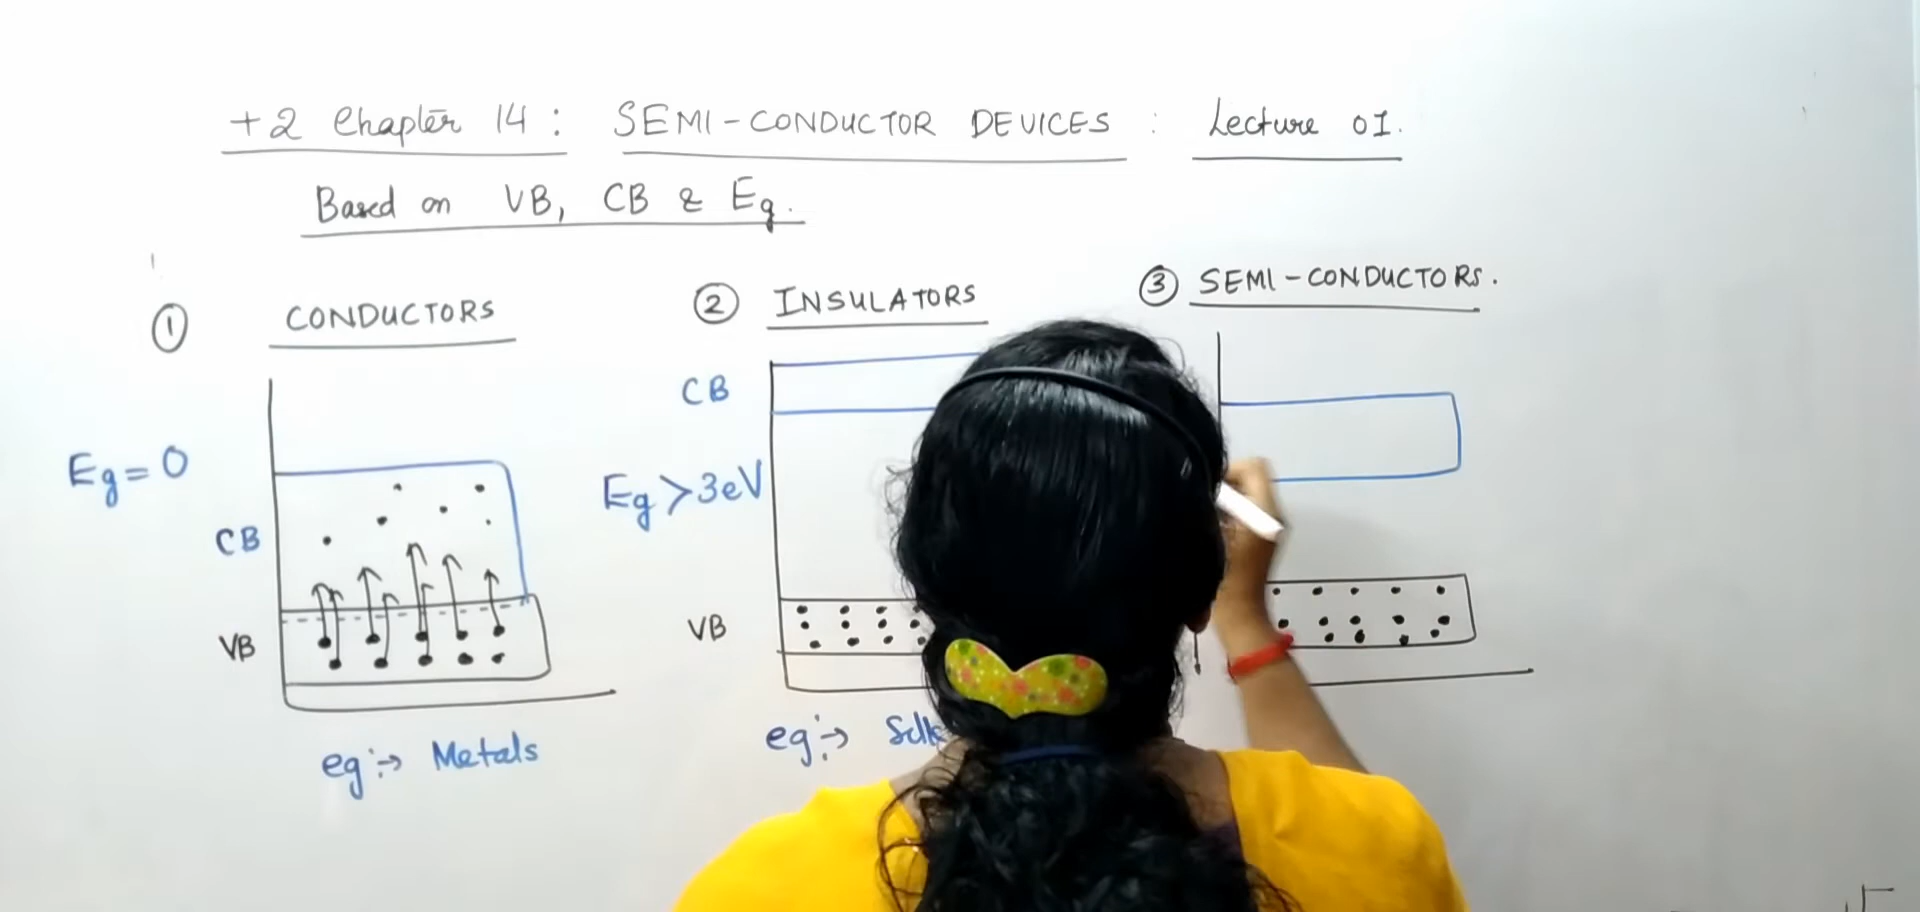 +2 Chapter 14: SEMI-CONDUCTOR DEVICES : Lecture 01.
Based on VB, CB & Eg.
① CONDUCTORS
② INSULATORS
③ SEMI-CONDUCTORS.
Eg = 0
CB
VB
eg:→ Metals
CB
Eg > 3eV
VB
eg:→